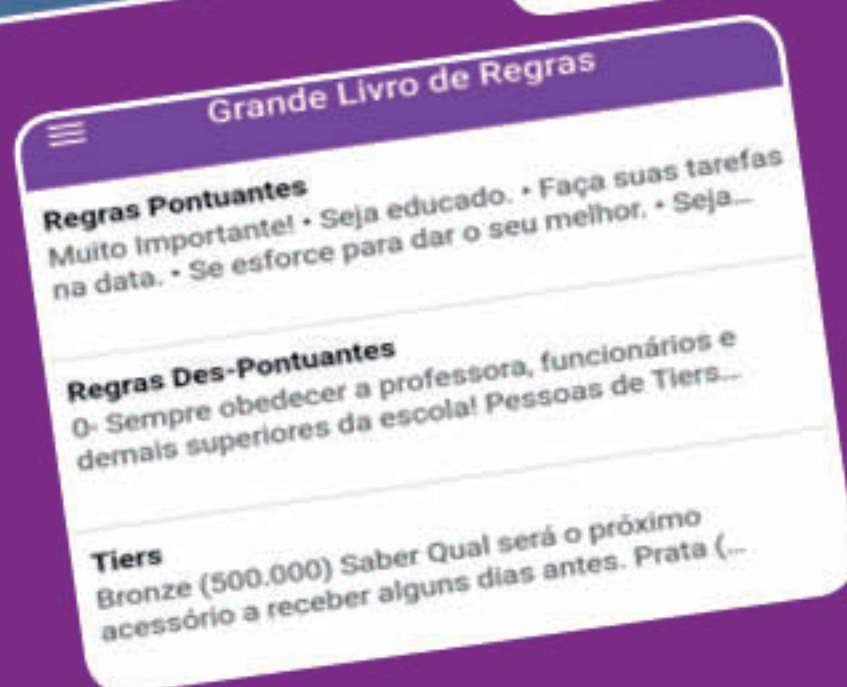 Grande Livro de Regras
Regras Pontuantes
Muito Importante! • Seja educado. • Faça suas tarefas
na data. • Se esforce para dar o seu melhor. • Seja...
Regras Des-Pontuantes
0- Sempre obedecer a professora, funcionários e
demais superiores da escola! Pessoas de Tiers...
Tiers
Bronze (500.000) Saber Qual será o próximo
acessório a receber alguns dias antes. Prata (...